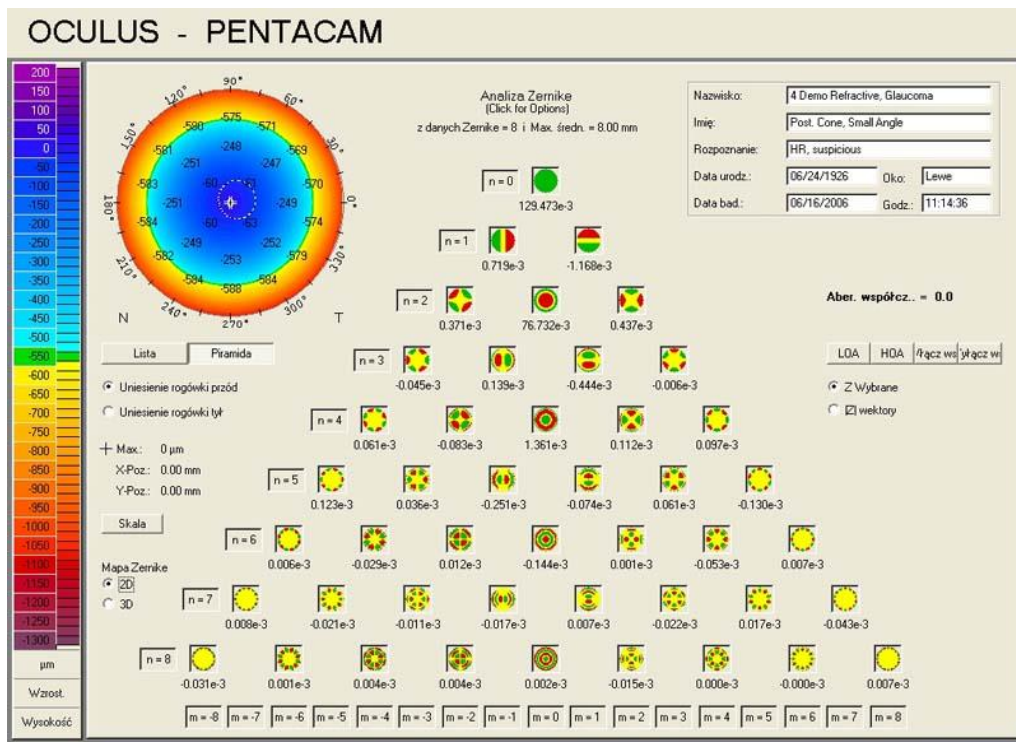 OCULUS - PENTACAM
200
150
100
50
0
-50
-100
-150
-200
-250
-300
-350
-400
-450
-500
-550
-600
-650
-700
-750
-800
-850
-900
-950
-1000
-1050
-1100
-1150
-1200
-1250
-1300
µm
Wzrost.
Wysokość
90°
120° 60°
150° 30°
180° 0°
210° 330°
240° 300°
270°
-575
-580 -571
-581 -248 -569
-251 -247
-583 -60 -63 -570
-251 -249
-584 -60 -63 -574
-249 -252
-582 -253 -579
-584 -584
-588
N T
Lista Piramida
Uniesienie rogówki przód
Uniesienie rogówki tył
Max.: 0 µm
X-Poz.: 0.00 mm
Y-Poz.: 0.00 mm
Skala
Mapa Zernike
2D
3D
Analiza Zernike
(Click for Options)
z danych Zernike = 8 i Max. średn. = 8.00 mm
n = 0
129.473e-3
n = 1
0.719e-3 -1.168e-3
n = 2
0.371e-3 76.732e-3 0.437e-3
n = 3
-0.045e-3 0.139e-3 -0.444e-3 -0.006e-3
n = 4
0.061e-3 -0.083e-3 1.361e-3 0.112e-3 0.097e-3
n = 5
0.123e-3 0.036e-3 -0.251e-3 -0.074e-3 0.061e-3 -0.130e-3
n = 6
0.006e-3 -0.029e-3 0.012e-3 -0.144e-3 0.001e-3 -0.053e-3 0.007e-3
n = 7
0.008e-3 -0.021e-3 -0.011e-3 -0.017e-3 0.007e-3 -0.022e-3 0.017e-3 -0.043e-3
n = 8
-0.031e-3 0.001e-3 0.004e-3 0.004e-3 0.002e-3 -0.015e-3 0.000e-3 -0.000e-3 0.007e-3
m = -8 m = -7 m = -6 m = -5 m = -4 m = -3 m = -2 m = -1 m = 0 m = 1 m = 2 m = 3 m = 4 m = 5 m = 6 m = 7 m = 8
Nazwisko: 4 Demo Refractive, Glaucoma
Imię: Post. Cone, Small Angle
Rozpoznanie: HR, suspicious
Data urodz.: 06/24/1926 Oko: Lewe
Data bad.: 06/16/2006 Godz.: 11:14:36
Aber. współcz.. = 0.0
LOA HOA
Z Wybrane
wektory